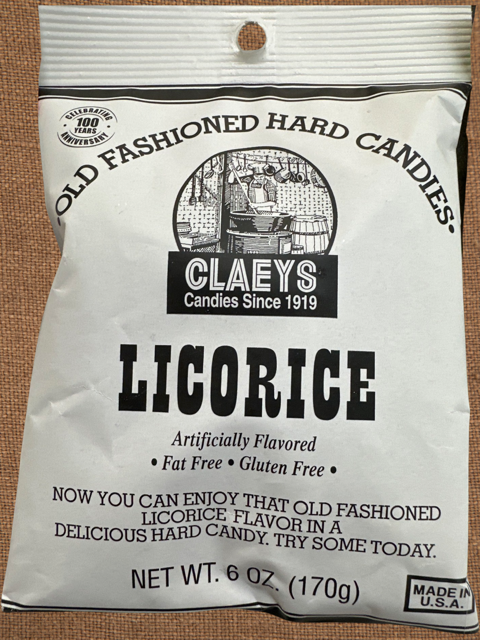 CELEBRATING
100
YEARS
ANNIVERSARY
•OLD FASHIONED HARD CANDIES•
CLAEYS
Candies Since 1919
LICORICE
Artificially Flavored
• Fat Free • Gluten Free •
NOW YOU CAN ENJOY THAT OLD FASHIONED
LICORICE FLAVOR IN A
DELICIOUS HARD CANDY. TRY SOME TODAY.
NET WT. 6 OZ. (170g)
MADE IN
U.S.A.